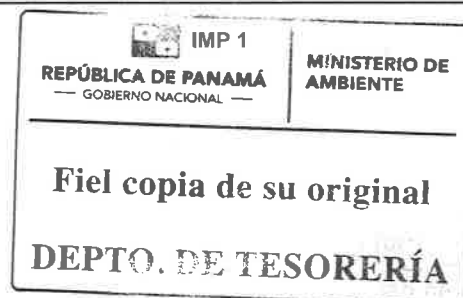 IMP 1
REPÚBLICA DE PANAMÁ
— GOBIERNO NACIONAL —
MINISTERIO DE
AMBIENTE
Fiel copia de su original
DEPTO. DE TESORERÍA